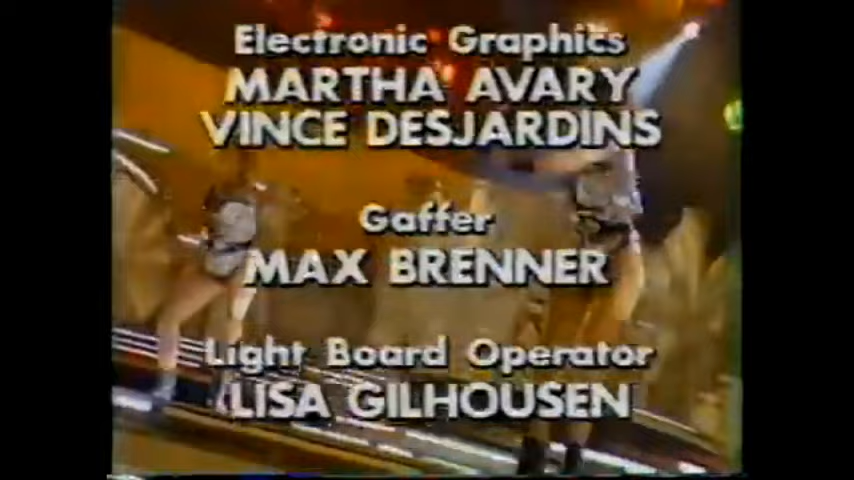 Electronic Graphics
MARTHA AVARY
VINCE DESJARDINS
Gaffer
MAX BRENNER
Light Board Operator
LISA GILHOUSEN